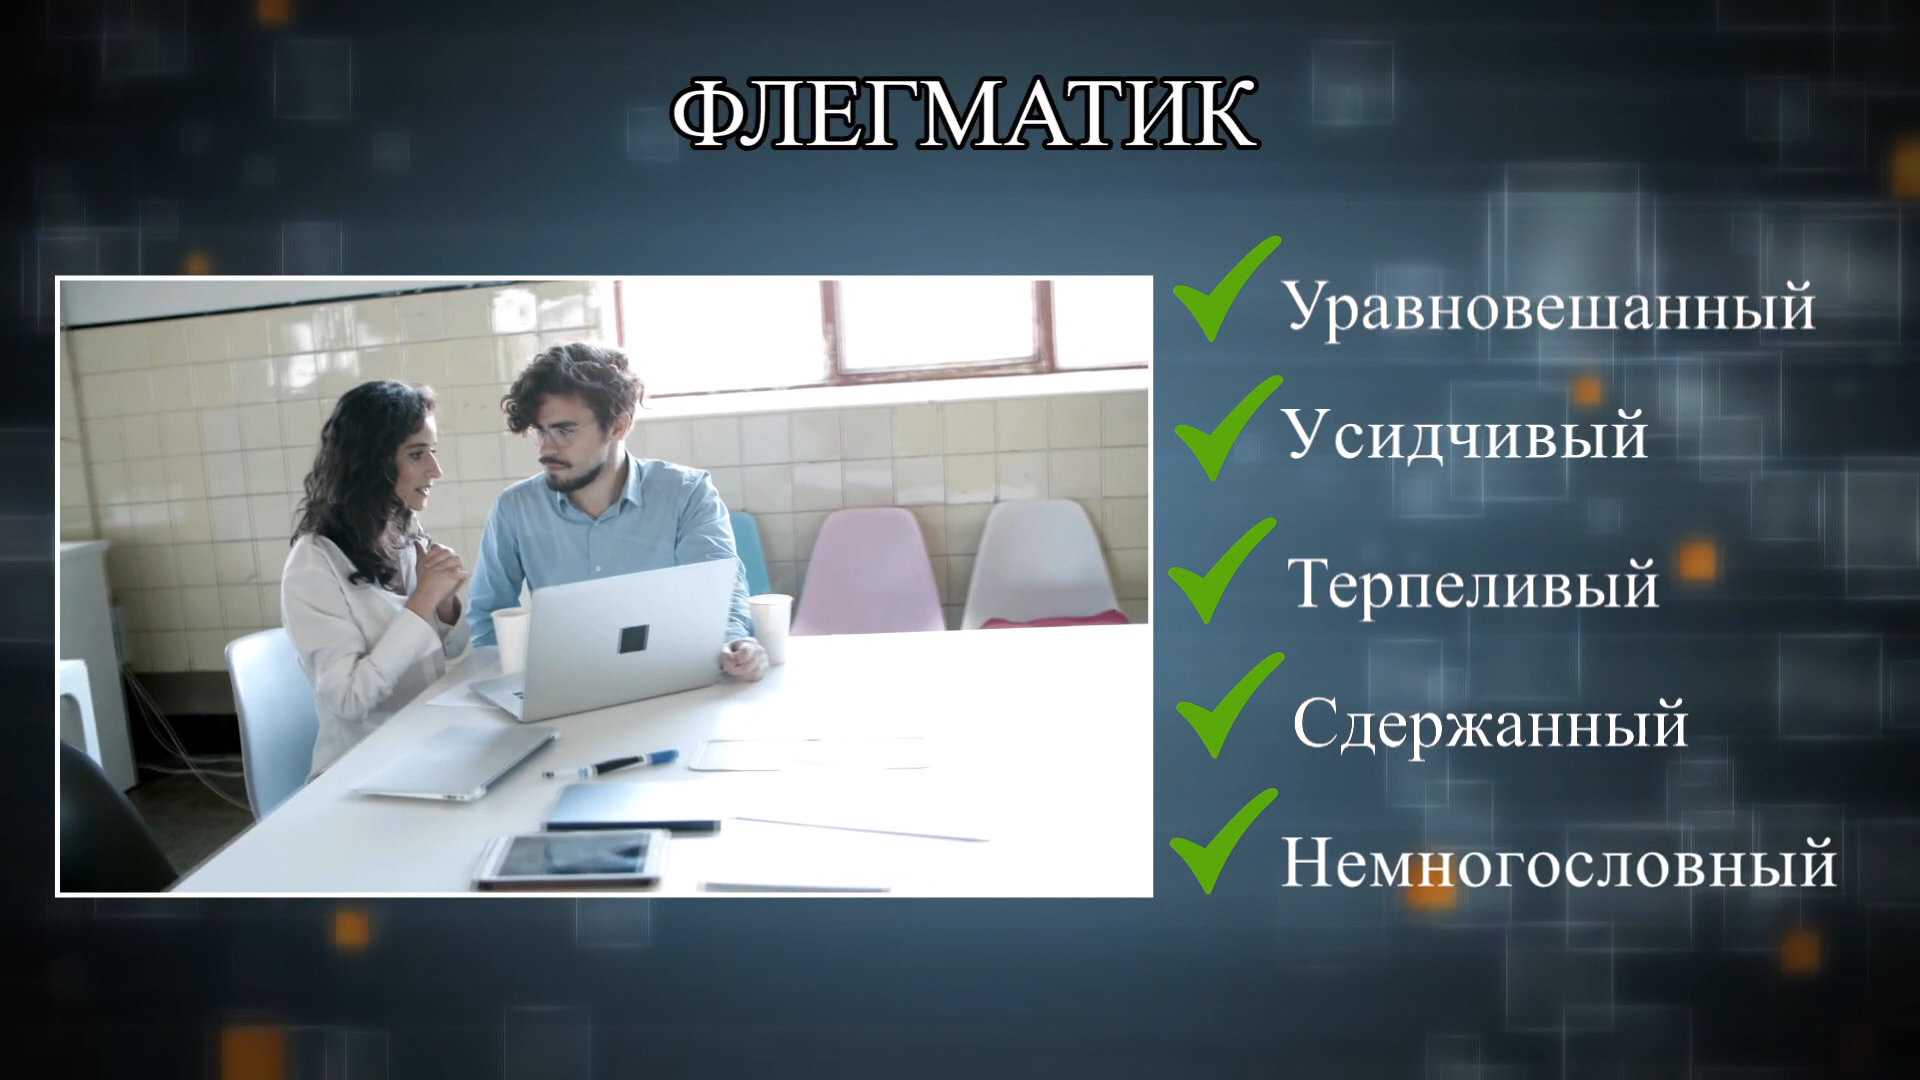 ФЛЕГМАТИК
Уравновешанный
Усидчивый
Терпеливый
Сдержанный
Немногословный